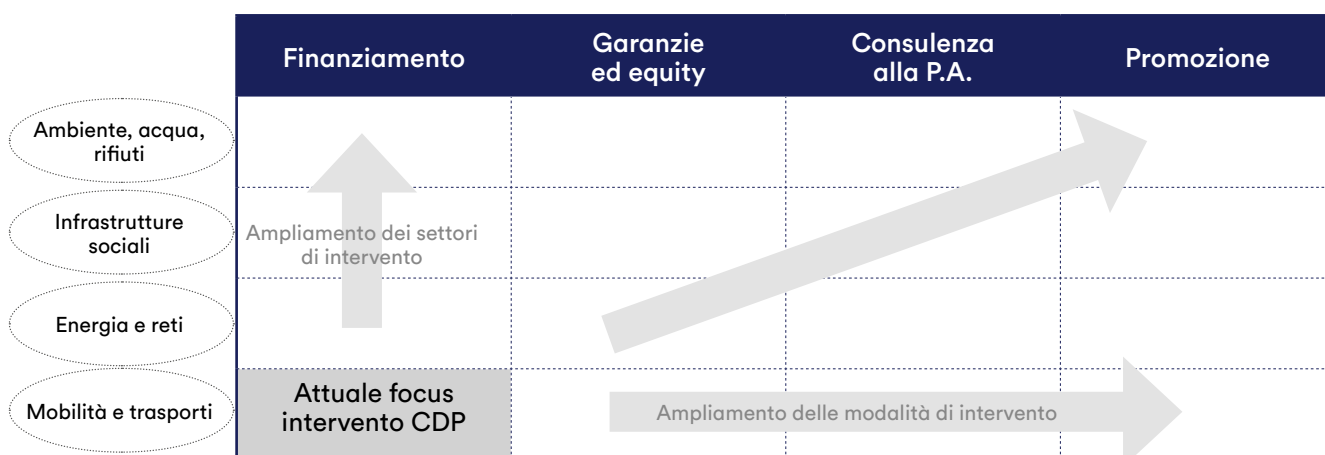 Finanziamento
Garanzie
ed equity
Consulenza
alla P.A.
Promozione
Ambiente, acqua,
rifiuti
Infrastrutture
sociali
Ampliamento dei settori
di intervento
Energia e reti
Mobilità e trasporti
Attuale focus
intervento CDP
Ampliamento delle modalità di intervento